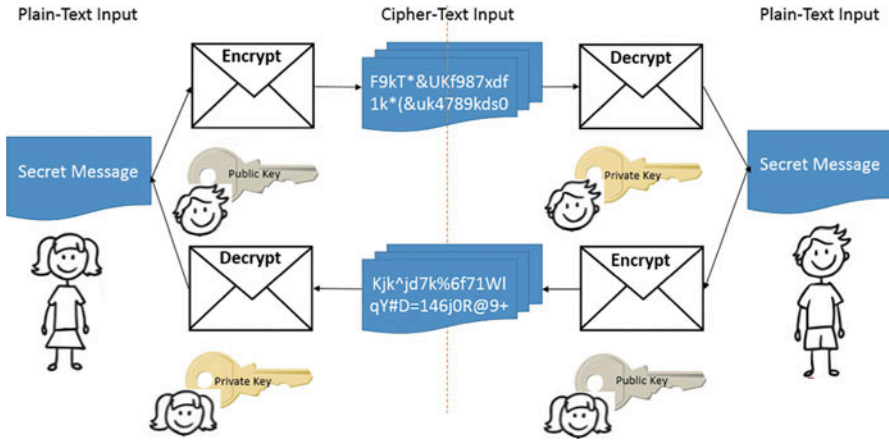 Plain-Text Input
Cipher-Text Input
Plain-Text Input
Encrypt
F9kT*&UKf987xdf
1k*(&uk4789kds0
Decrypt
Secret Message
Public Key
Private Key
Secret Message
Decrypt
Kjk^jd7k%6f71Wl
qY#D=146j0R@9+
Encrypt
Private Key
Public Key